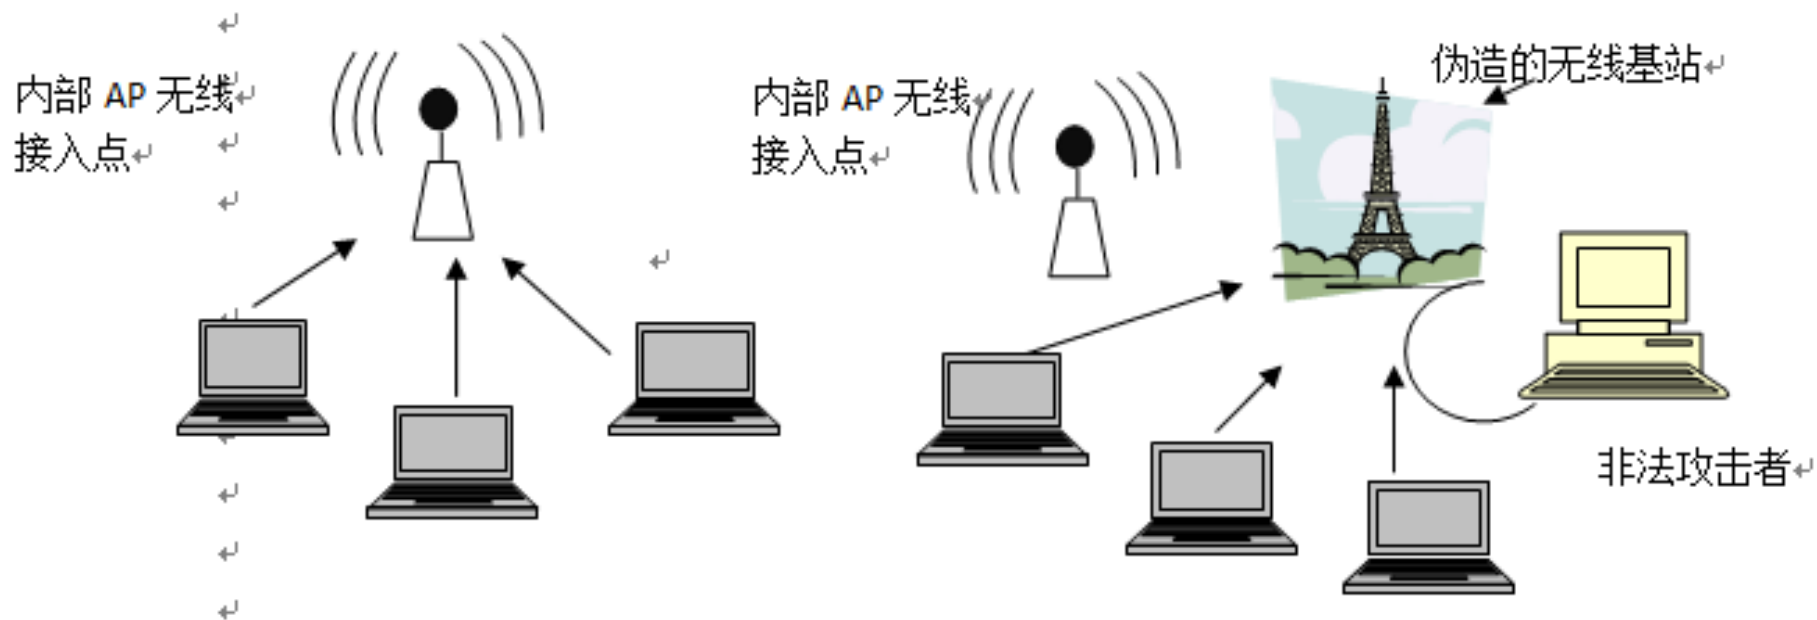 内部 AP 无线
接入点
内部 AP 无线
接入点
伪造的无线基站
非法攻击者